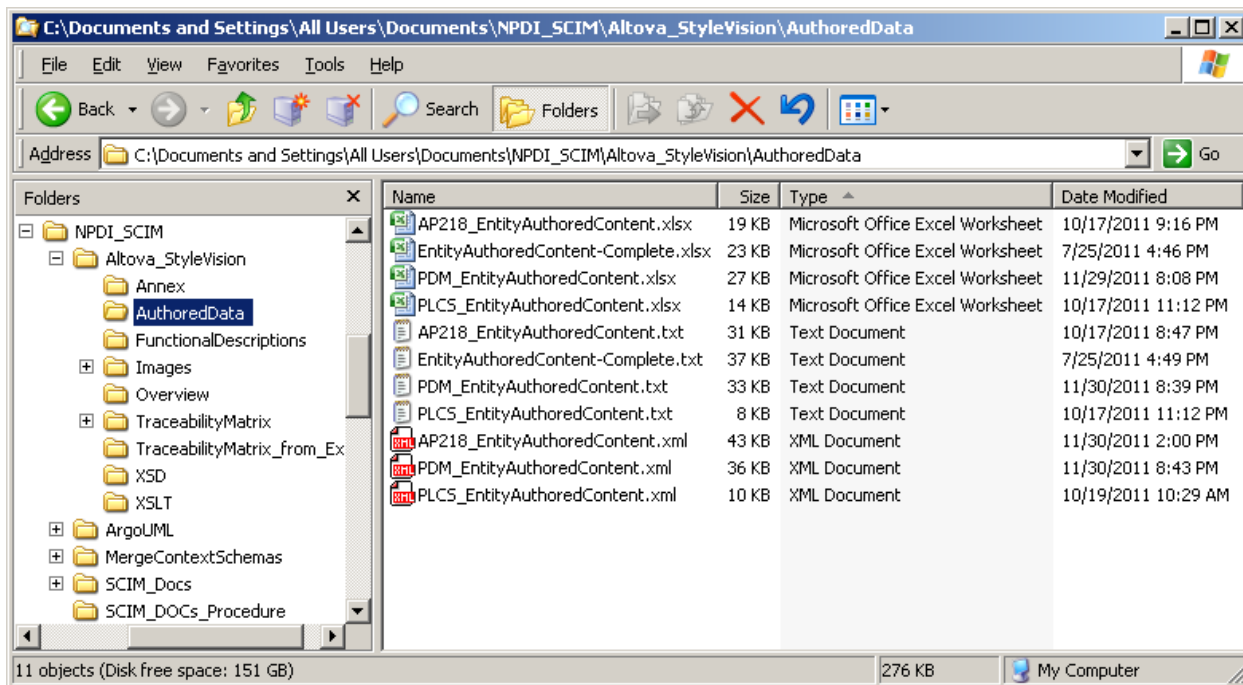 C:\Documents and Settings\All Users\Documents\NPDI_SCIM\Altova_StyleVision\AuthoredData
File Edit View Favorites Tools Help
Back Search Folders
Address C:\Documents and Settings\All Users\Documents\NPDI_SCIM\Altova_StyleVision\AuthoredData Go
Folders
NPDI_SCIM
Altova_StyleVision
Annex
AuthoredData
FunctionalDescriptions
Images
Overview
TraceabilityMatrix
TraceabilityMatrix_from_Ex
XSD
XSLT
ArgoUML
MergeContextSchemas
SCIM_Docs
SCIM_DOCs_Procedure
Name Size Type Date Modified
AP218_EntityAuthoredContent.xlsx 19 KB Microsoft Office Excel Worksheet 10/17/2011 9:16 PM
EntityAuthoredContent-Complete.xlsx 23 KB Microsoft Office Excel Worksheet 7/25/2011 4:46 PM
PDM_EntityAuthoredContent.xlsx 27 KB Microsoft Office Excel Worksheet 11/29/2011 8:08 PM
PLCS_EntityAuthoredContent.xlsx 14 KB Microsoft Office Excel Worksheet 10/17/2011 11:12 PM
AP218_EntityAuthoredContent.txt 31 KB Text Document 10/17/2011 8:47 PM
EntityAuthoredContent-Complete.txt 37 KB Text Document 7/25/2011 4:49 PM
PDM_EntityAuthoredContent.txt 33 KB Text Document 11/30/2011 8:39 PM
PLCS_EntityAuthoredContent.txt 8 KB Text Document 10/17/2011 11:12 PM
AP218_EntityAuthoredContent.xml 43 KB XML Document 11/30/2011 2:00 PM
PDM_EntityAuthoredContent.xml 36 KB XML Document 11/30/2011 8:43 PM
PLCS_EntityAuthoredContent.xml 10 KB XML Document 10/19/2011 10:29 AM
11 objects (Disk free space: 151 GB) 276 KB My Computer